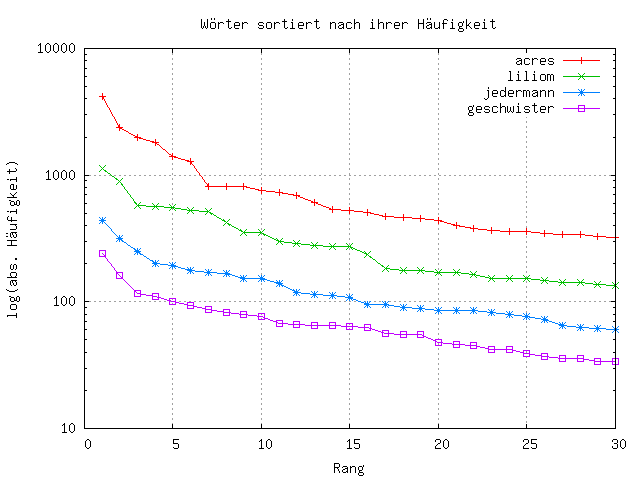 Wörter sortiert nach ihrer Häufigkeit
10000
1000
100
10
log(abs. Häufigkeit)
acres
liliom
jedermann
geschwister
0 5 10 15 20 25 30
Rang